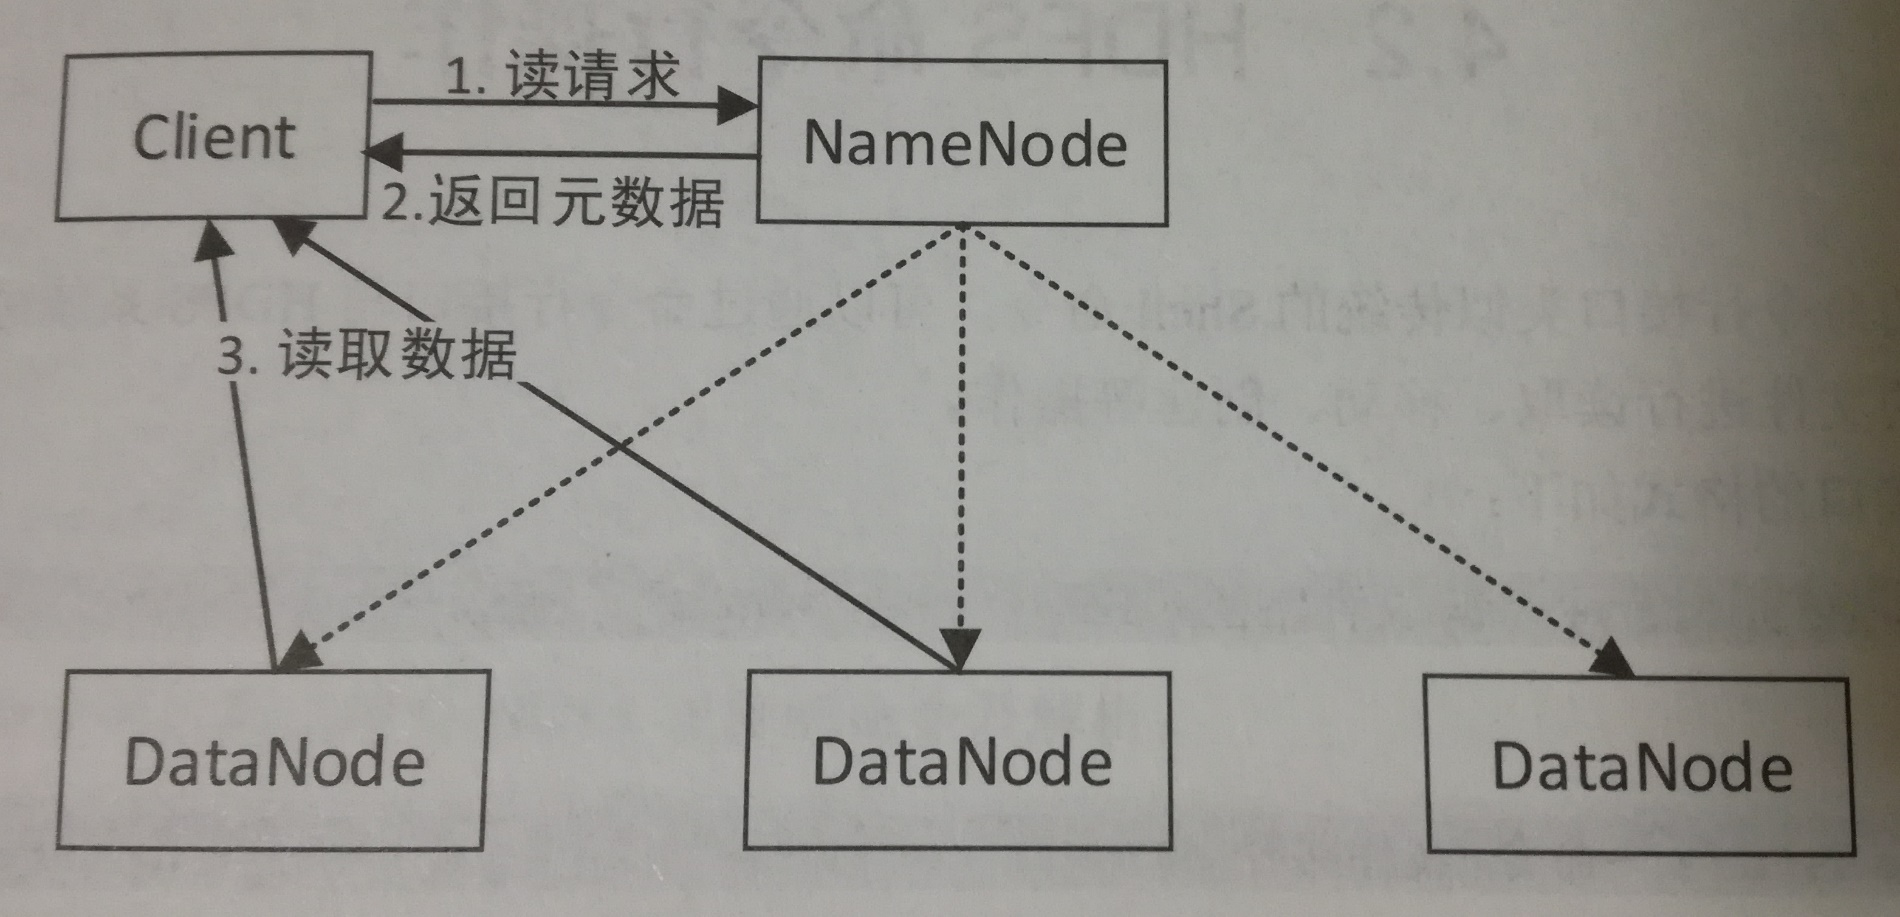 1. 读请求
Client
NameNode
2.返回元数据
3. 读取数据
DataNode
DataNode
DataNode